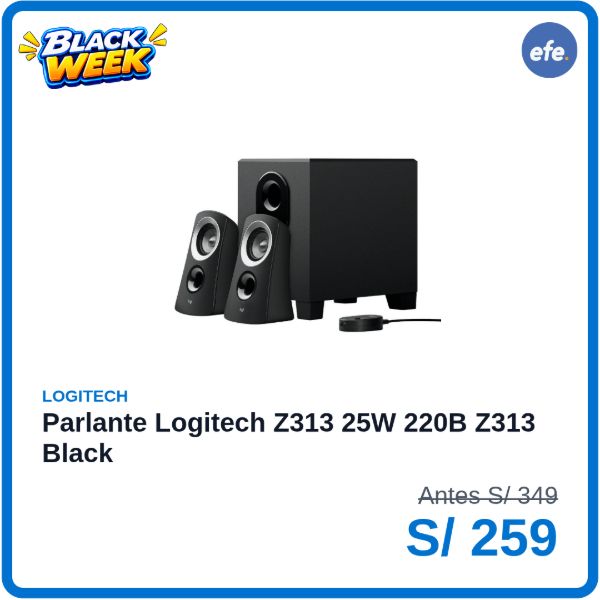 BLACK
WEEK
efe.
LOGITECH
Parlante Logitech Z313 25W 220B Z313
Black
Antes S/ 349
S/ 259